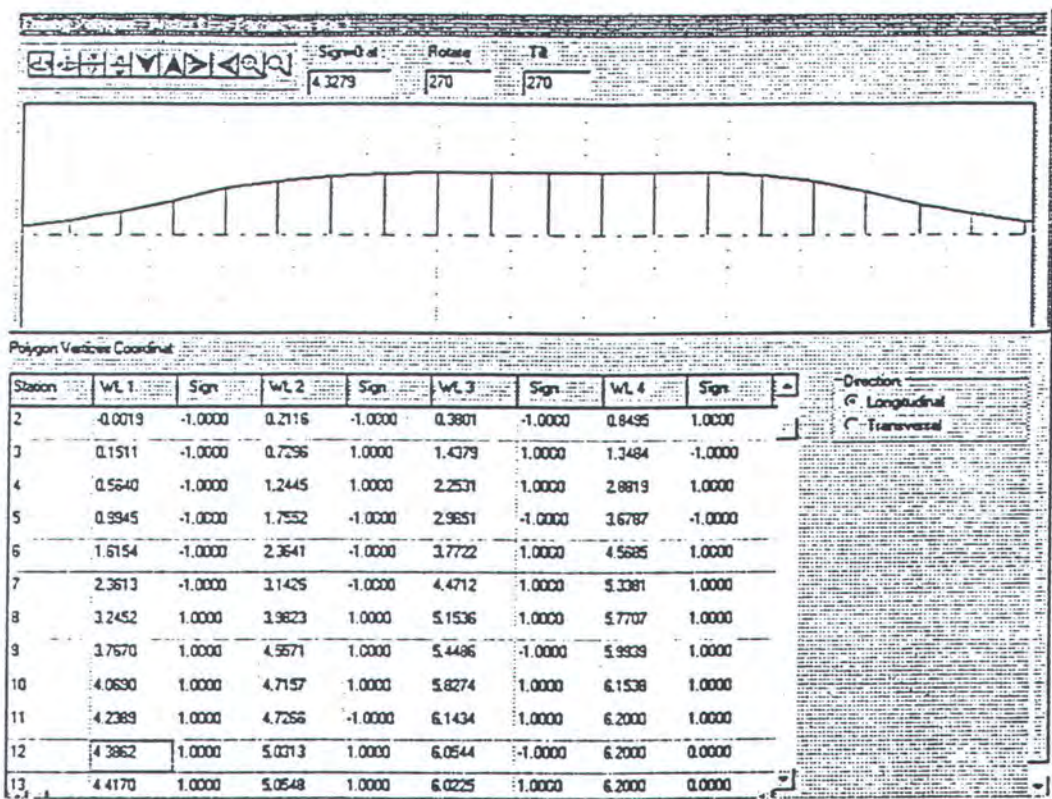 Sign=0 at Rotate Tilt
4.3279 270 270
Polygon Vertices Coordinat
Station WL 1 Sign WL 2 Sign WL 3 Sign WL 4 Sign
2 -0.0019 -1.0000 0.2116 -1.0000 0.3801 -1.0000 0.8495 1.0000
3 0.1511 -1.0000 0.7296 1.0000 1.4379 1.0000 1.3484 -1.0000
4 0.5640 -1.0000 1.2445 1.0000 2.2531 1.0000 2.8819 1.0000
5 0.9945 -1.0000 1.7552 -1.0000 2.9651 -1.0000 3.6787 -1.0000
6 1.6154 -1.0000 2.3641 -1.0000 3.7722 1.0000 4.5685 1.0000
7 2.3613 -1.0000 3.1426 -1.0000 4.4712 1.0000 5.3381 1.0000
8 3.2452 1.0000 3.9823 1.0000 5.1536 1.0000 5.7707 1.0000
9 3.7670 1.0000 4.5571 1.0000 5.4486 -1.0000 5.9939 1.0000
10 4.0630 1.0000 4.7157 1.0000 5.8274 1.0000 6.1538 1.0000
11 4.2389 1.0000 4.7266 -1.0000 6.1434 1.0000 6.2000 1.0000
12 4.3862 1.0000 5.0313 1.0000 6.0544 -1.0000 6.2000 0.0000
13 4.4170 1.0000 5.0548 1.0000 6.0225 1.0000 6.2000 0.0000
Direction
Longitudinal
Transversal